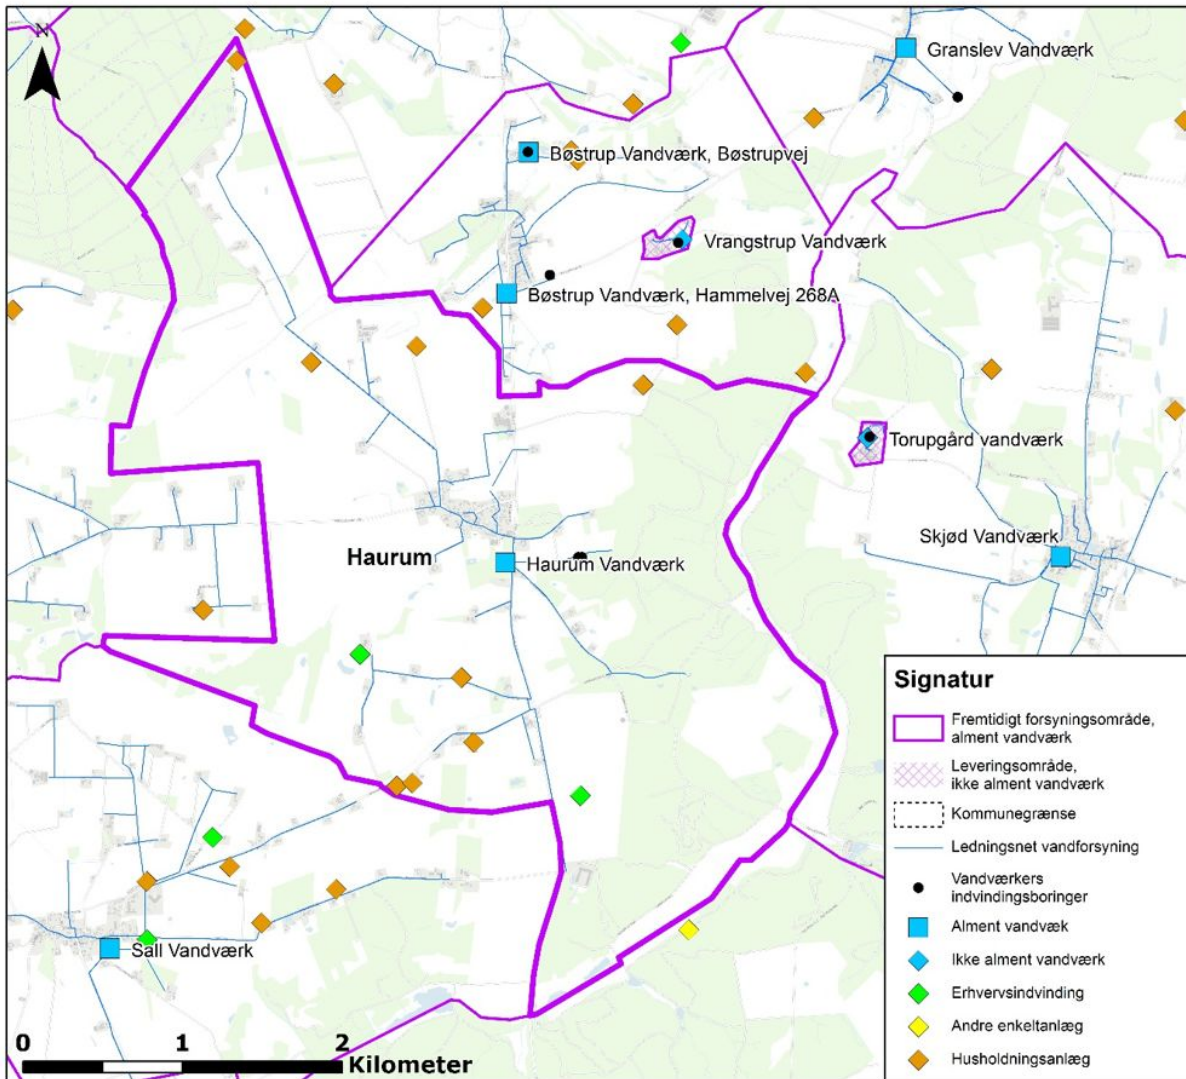 N
Granslev Vandværk
Bøstrup Vandværk, Bøstrupvej
Vrangstrup Vandværk
Bøstrup Vandværk, Hammelvej 268A
Torupgård vandværk
Skjød Vandværk
Haurum
Haurum Vandværk
Sall Vandværk
Signatur
Fremtidigt forsyningsområde,
alment vandværk
Leveringsområde,
ikke alment vandværk
Kommunegrænse
Ledningsnet vandforsyning
Vandværkers
indvindingsboringer
Alment vandvæk
Ikke alment vandværk
Erhvervsindvinding
Andre enkeltanlæg
Husholdningsanlæg
0 1 2
Kilometer